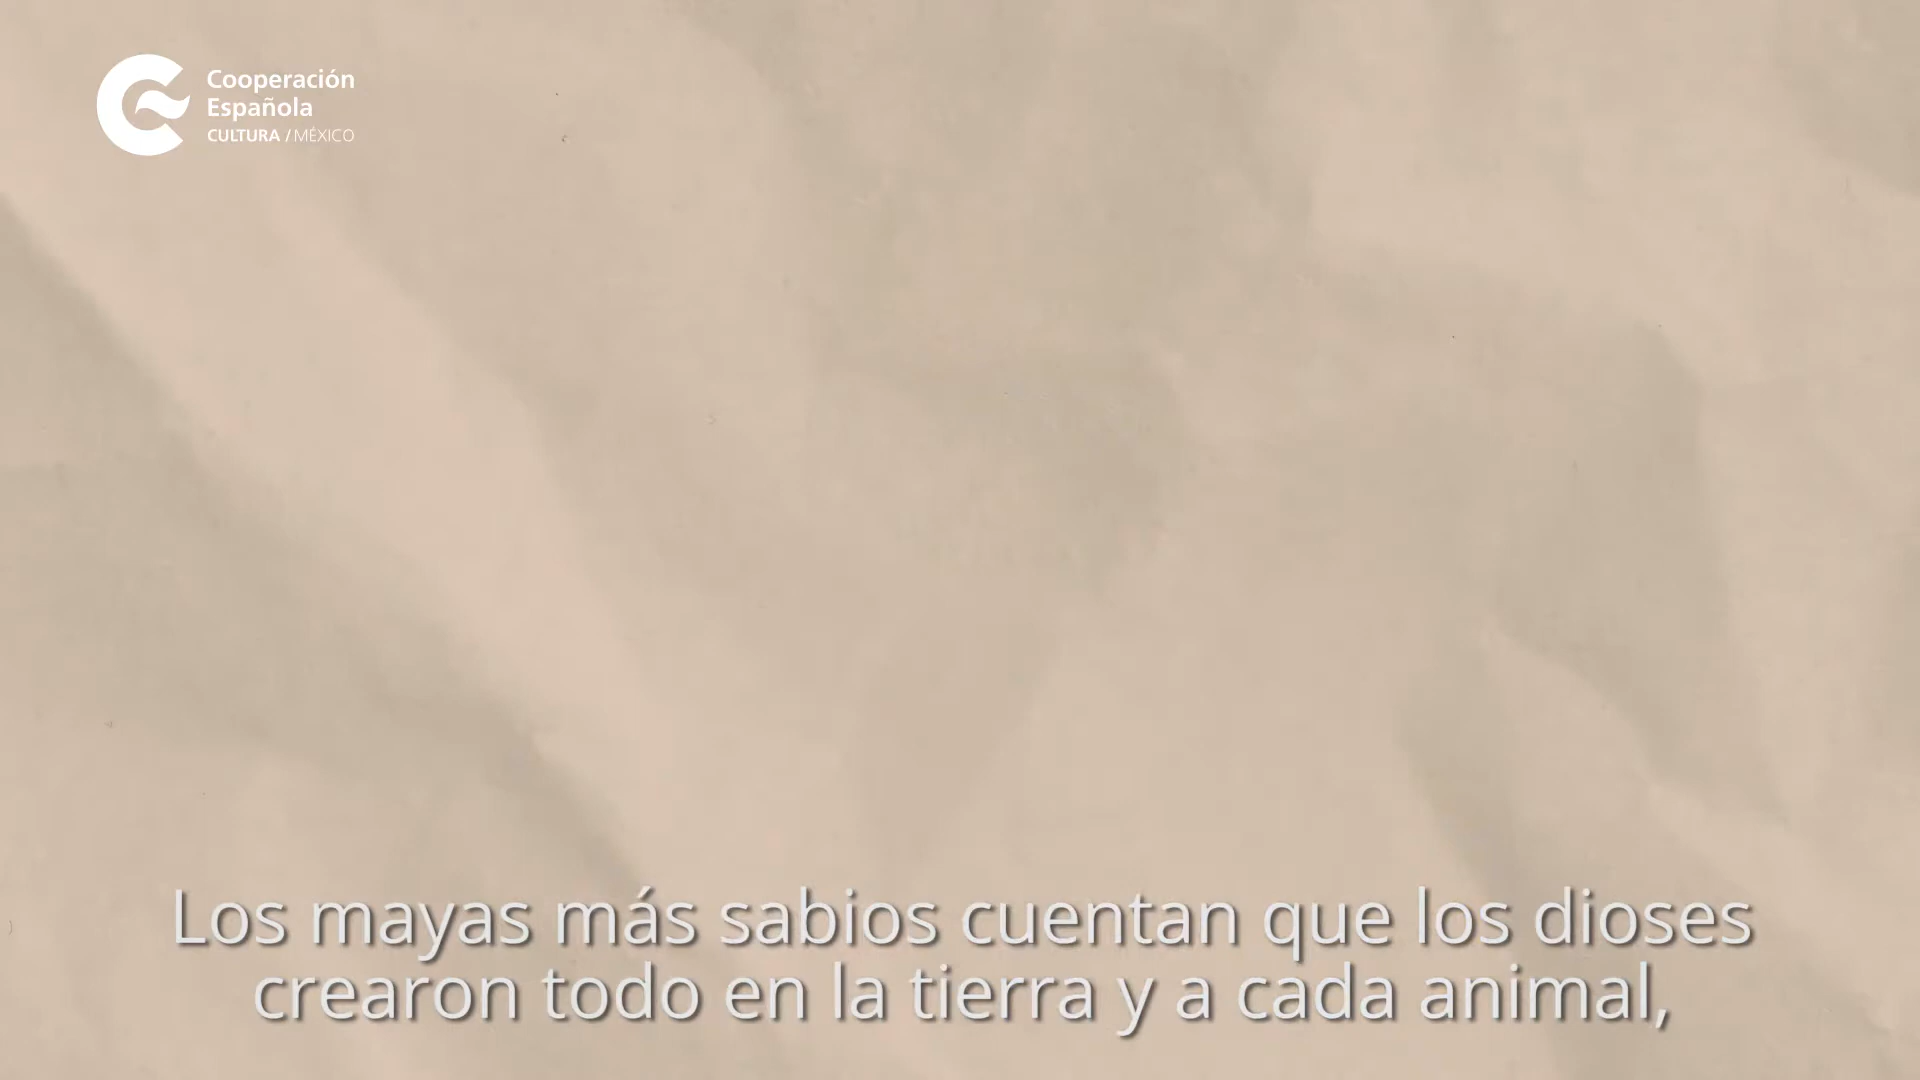 Cooperación
Española
CULTURA / MÉXICO
Los mayas más sabios cuentan que los dioses
crearon todo en la tierra y a cada animal,